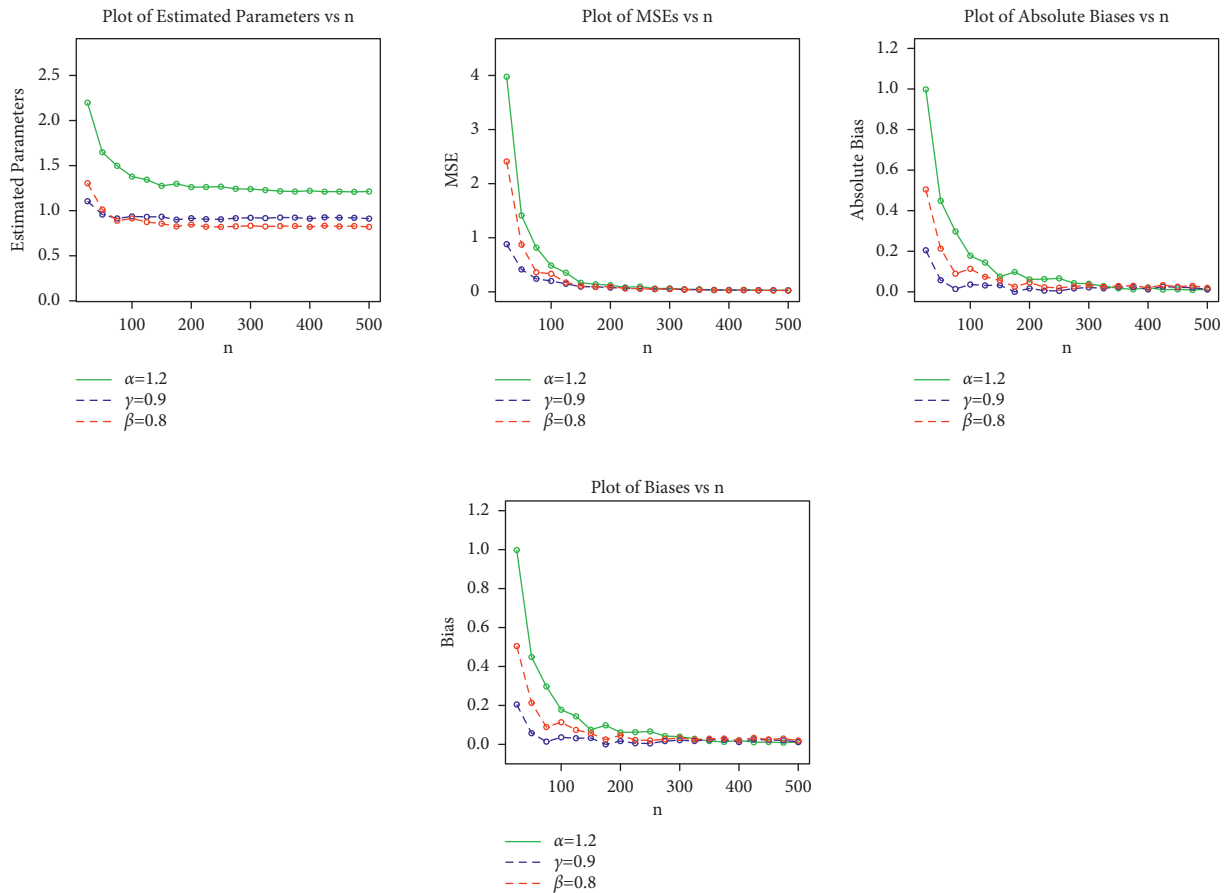 Plot of Estimated Parameters vs n
Estimated Parameters
2.5
2.0
1.5
1.0
0.5
0.0
100
200
300
400
500
n
α=1.2
γ=0.9
β=0.8
Plot of MSEs vs n
MSE
4
3
2
1
0
100
200
300
400
500
n
α=1.2
γ=0.9
β=0.8
Plot of Absolute Biases vs n
Absolute Bias
1.2
1.0
0.8
0.6
0.4
0.2
0.0
100
200
300
400
500
n
α=1.2
γ=0.9
β=0.8
Plot of Biases vs n
Bias
1.2
1.0
0.8
0.6
0.4
0.2
0.0
100
200
300
400
500
n
α=1.2
γ=0.9
β=0.8